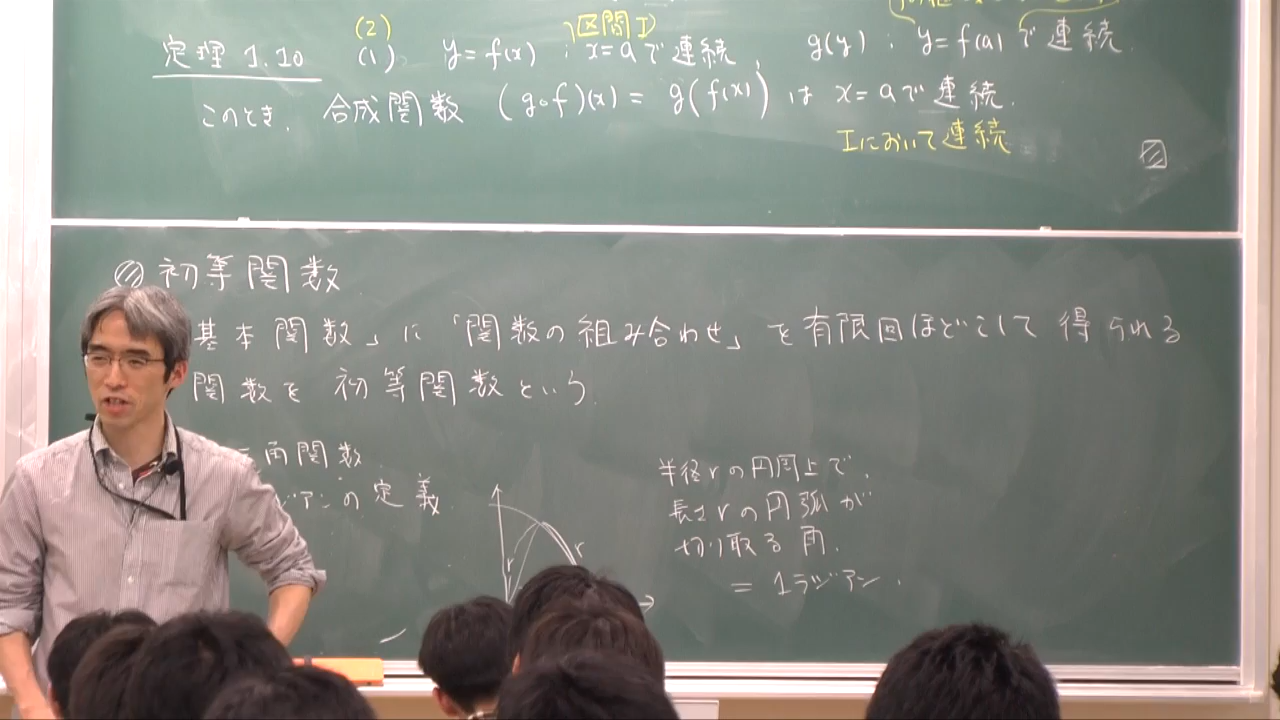 (2) 区間I
定理 1.10 (1) y=f(x) : x=aで連続, g(y) : y=f(a)で連続.
このとき, 合成関数 (g∘f)(x) = g(f(x)) は x=aで連続.
Iにおいて連続
初等関数
基本関数」に「関数の組み合わせ」を有限回ほどこして得られる
関数を初等関数という.
三角関数
ジアンの定義
半径rの円周上で,
長さrの円弧が
切り取る角.
= 1ラジアン.
r
r